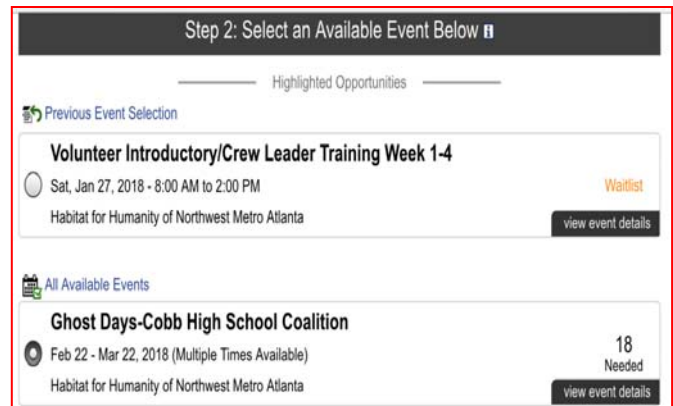 Step 2: Select an Available Event Below i
Highlighted Opportunities
Previous Event Selection
Volunteer Introductory/Crew Leader Training Week 1-4
Sat, Jan 27, 2018 - 8:00 AM to 2:00 PM
Waitlist
Habitat for Humanity of Northwest Metro Atlanta
view event details
All Available Events
Ghost Days-Cobb High School Coalition
18
Feb 22 - Mar 22, 2018 (Multiple Times Available)
Needed
Habitat for Humanity of Northwest Metro Atlanta
view event details